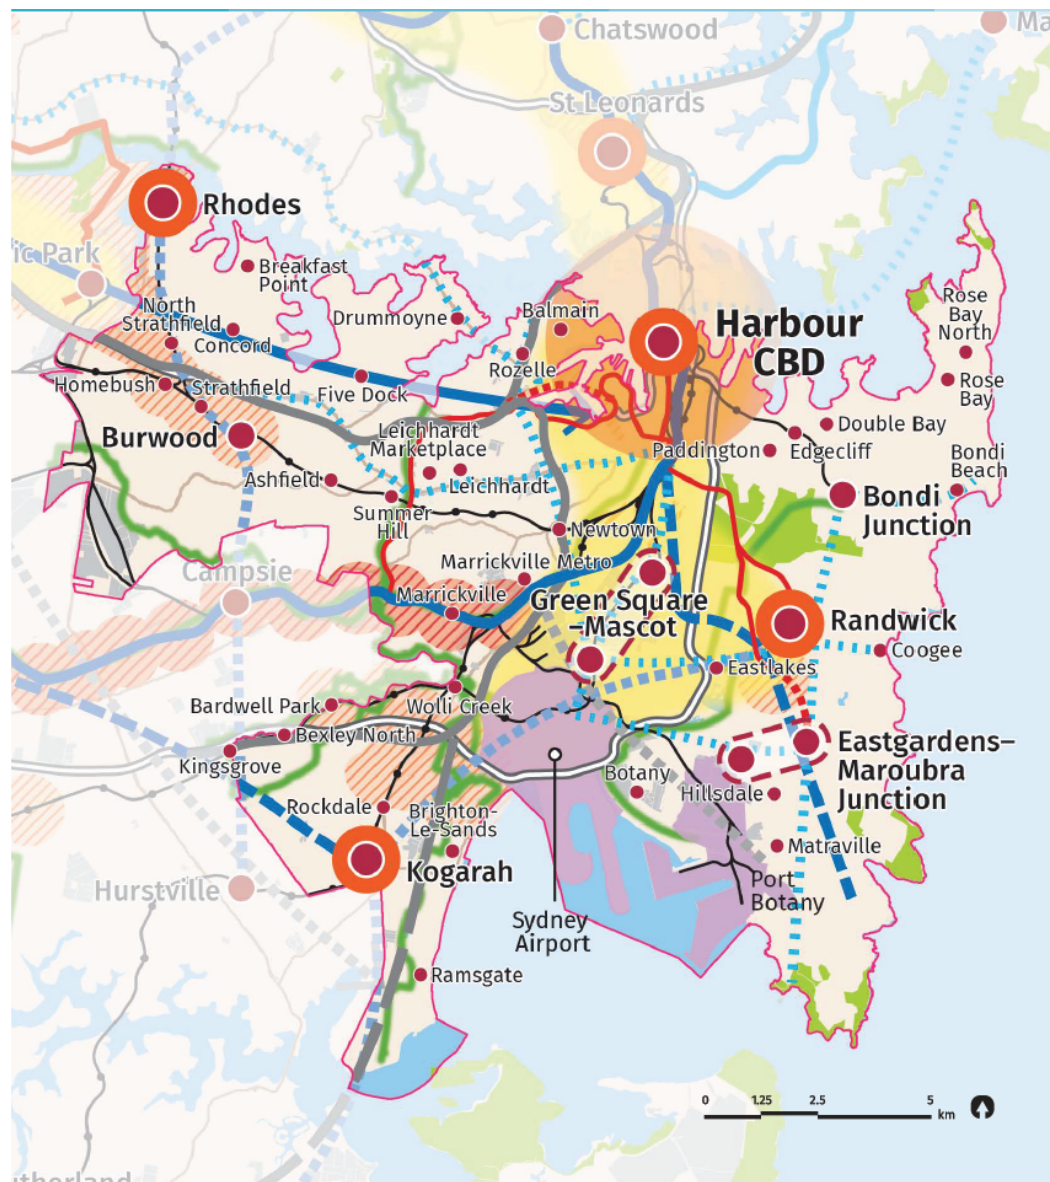 Chatswood
Ma
St Leonards
Rhodes
ic Park
Breakfast
Point
North
Strathfield
Concord
Drummoyne
Balmain
Harbour
CBD
Rose
Bay
North
Rozelle
Homebush
Strathfield
Five Dock
Rose
Bay
Burwood
Leichhardt
Marketplace
Double Bay
Paddington
Edgecliff
Bondi
Beach
Ashfield
Leichhardt
Bondi
Junction
Summer
Hill
Newtown
Marrickville Metro
Campsie
Marrickville
Green Square
–Mascot
Randwick
Coogee
Eastlakes
Bardwell Park
Wolli Creek
Bexley North
Kingsgrove
Eastgardens–
Maroubra
Junction
Botany
Hillsdale
Rockdale
Brighton-
Le-Sands
Matraville
Kogarah
Hurstville
Port
Botany
Sydney
Airport
Ramsgate
0 1.25 2.5 5
km
utherland